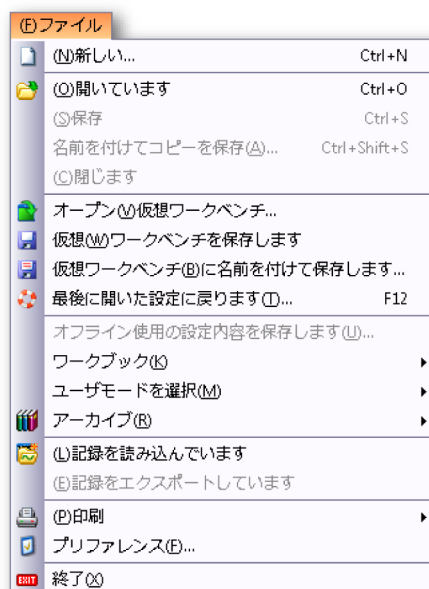 (F)ファイル
(N)新しい... Ctrl+N
(O)開いています Ctrl+O
(S)保存 Ctrl+S
名前を付けてコピーを保存(A)... Ctrl+Shift+S
(C)閉じます
オープン(V)仮想ワークベンチ...
仮想(W)ワークベンチを保存します
仮想ワークベンチ(B)に名前を付けて保存します...
最後に開いた設定に戻ります(T)... F12
オフライン使用の設定内容を保存します(U)...
ワークブック(K)
ユーザモードを選択(M)
アーカイブ(R)
(L)記録を読み込んでいます
(E)記録をエクスポートしています
(P)印刷
プリファレンス(F)...
EXIT 終了(X)